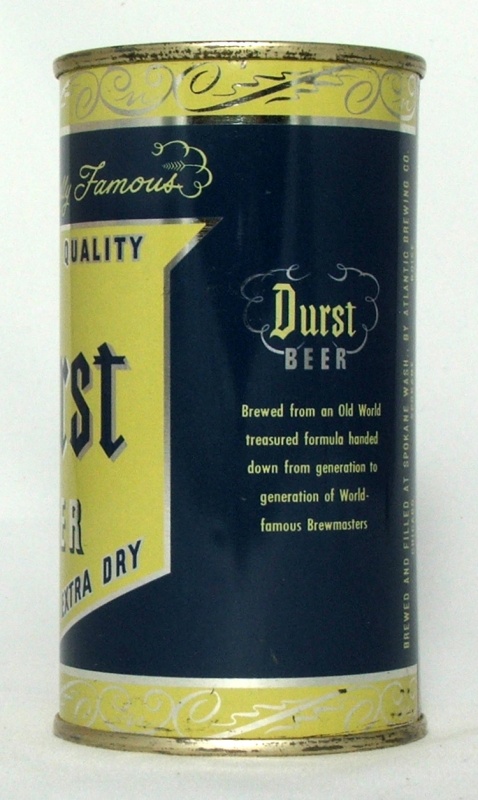 Famous
QUALITY
rst
ER
EXTRA DRY
Durst
BEER
Brewed from an Old World
treasured formula handed
down from generation to
generation of World-
famous Brewmasters
BREWED AND FILLED AT SPOKANE WASH. BY ATLANTIC BREWING CO.